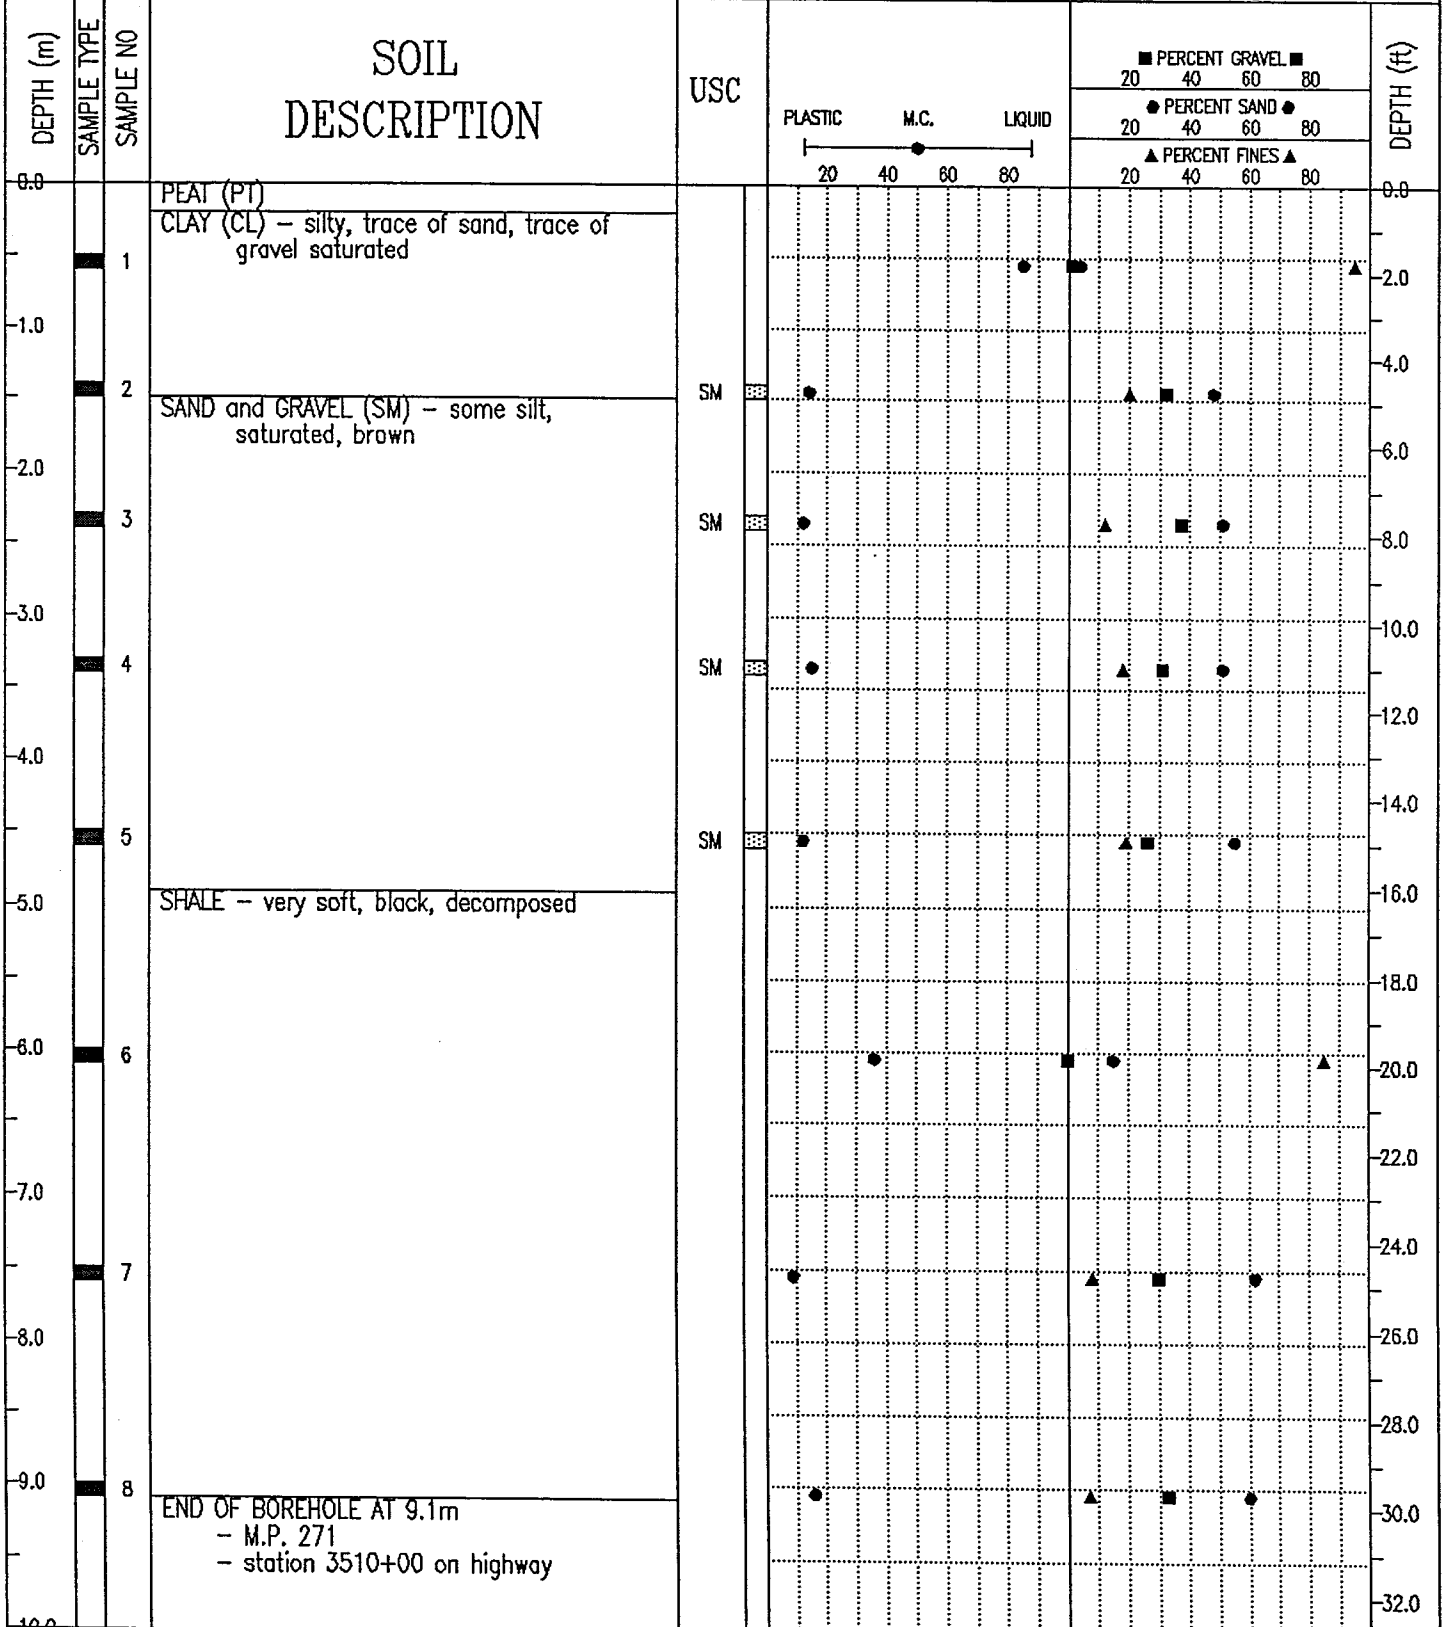 DEPTH (m)
SAMPLE TYPE
SAMPLE NO
SOIL
DESCRIPTION
USC
PLASTIC M.C. LIQUID
20 40 60 80
■ PERCENT GRAVEL ■
20 40 60 80
● PERCENT SAND ●
20 40 60 80
▲ PERCENT FINES ▲
20 40 60 80
DEPTH (ft)
0.0
PEAT (PT)
0.0
CLAY (CL) – silty, trace of sand, trace of
gravel saturated
1
2.0
1.0
4.0
2
SM
SAND and GRAVEL (SM) – some silt,
saturated, brown
6.0
2.0
3
SM
8.0
3.0
10.0
4
SM
12.0
4.0
14.0
5
SM
5.0
SHALE – very soft, black, decomposed
16.0
18.0
6.0
6
20.0
22.0
7.0
24.0
7
8.0
26.0
28.0
9.0
8
END OF BOREHOLE AT 9.1m
30.0
– M.P. 271
– station 3510+00 on highway
32.0
10.0